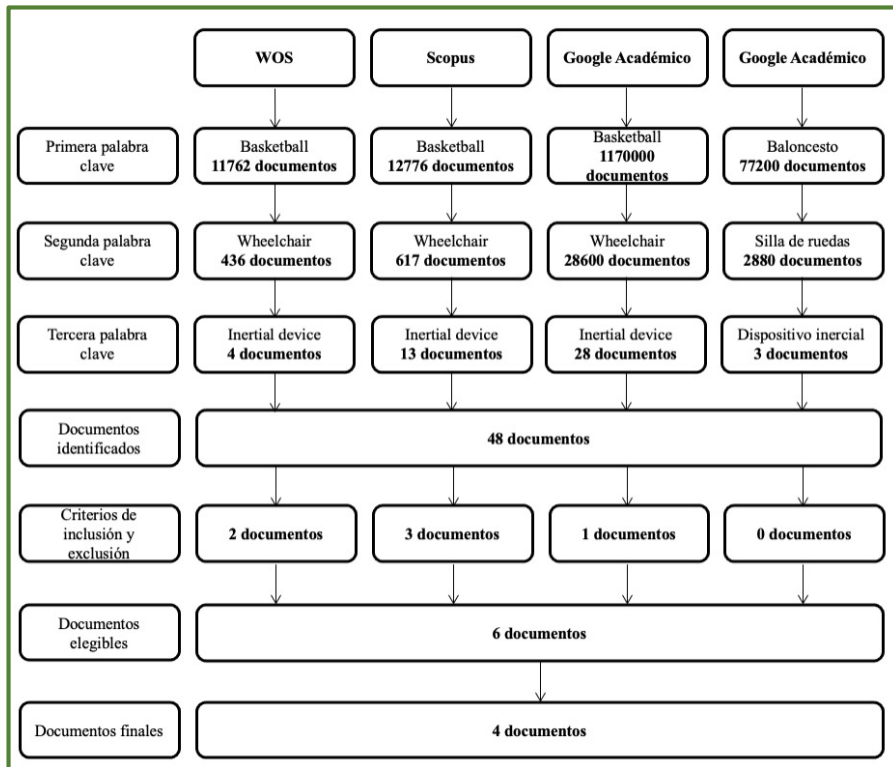 WOS
Scopus
Google Académico
Google Académico
Primera palabra
clave
Basketball
11762 documentos
Basketball
12776 documentos
Basketball
1170000
documentos
Baloncesto
77200 documentos
Segunda palabra
clave
Wheelchair
436 documentos
Wheelchair
617 documentos
Wheelchair
28600 documentos
Silla de ruedas
2880 documentos
Tercera palabra
clave
Inertial device
4 documentos
Inertial device
13 documentos
Inertial device
28 documentos
Dispositivo inercial
3 documentos
Documentos
identificados
48 documentos
Criterios de
inclusión y
exclusión
2 documentos
3 documentos
1 documentos
0 documentos
Documentos
elegibles
6 documentos
Documentos finales
4 documentos